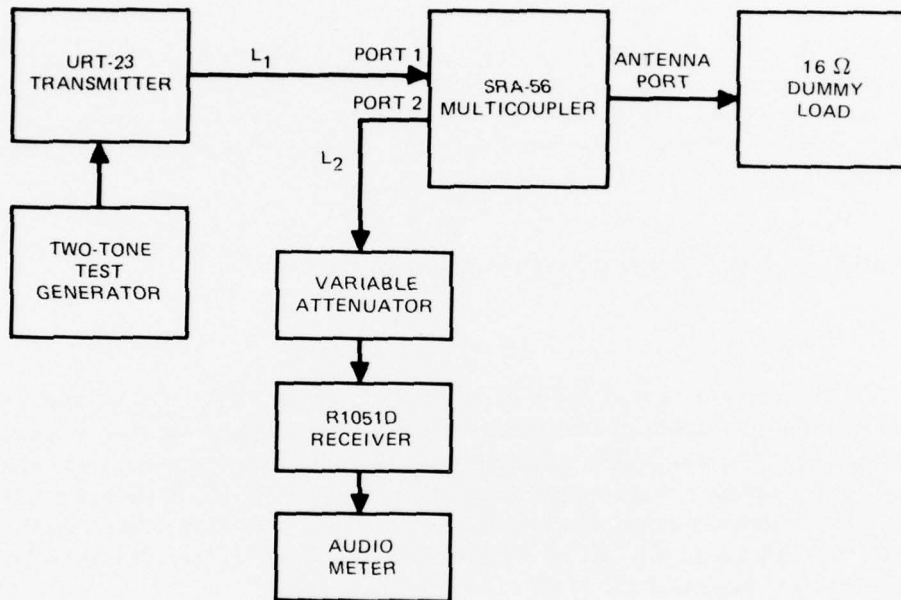 URT-23
TRANSMITTER
L1
PORT 1
PORT 2
L2
SRA-56
MULTICOUPLER
ANTENNA
PORT
16 Ω
DUMMY
LOAD
TWO-TONE
TEST
GENERATOR
VARIABLE
ATTENUATOR
R1051D
RECEIVER
AUDIO
METER